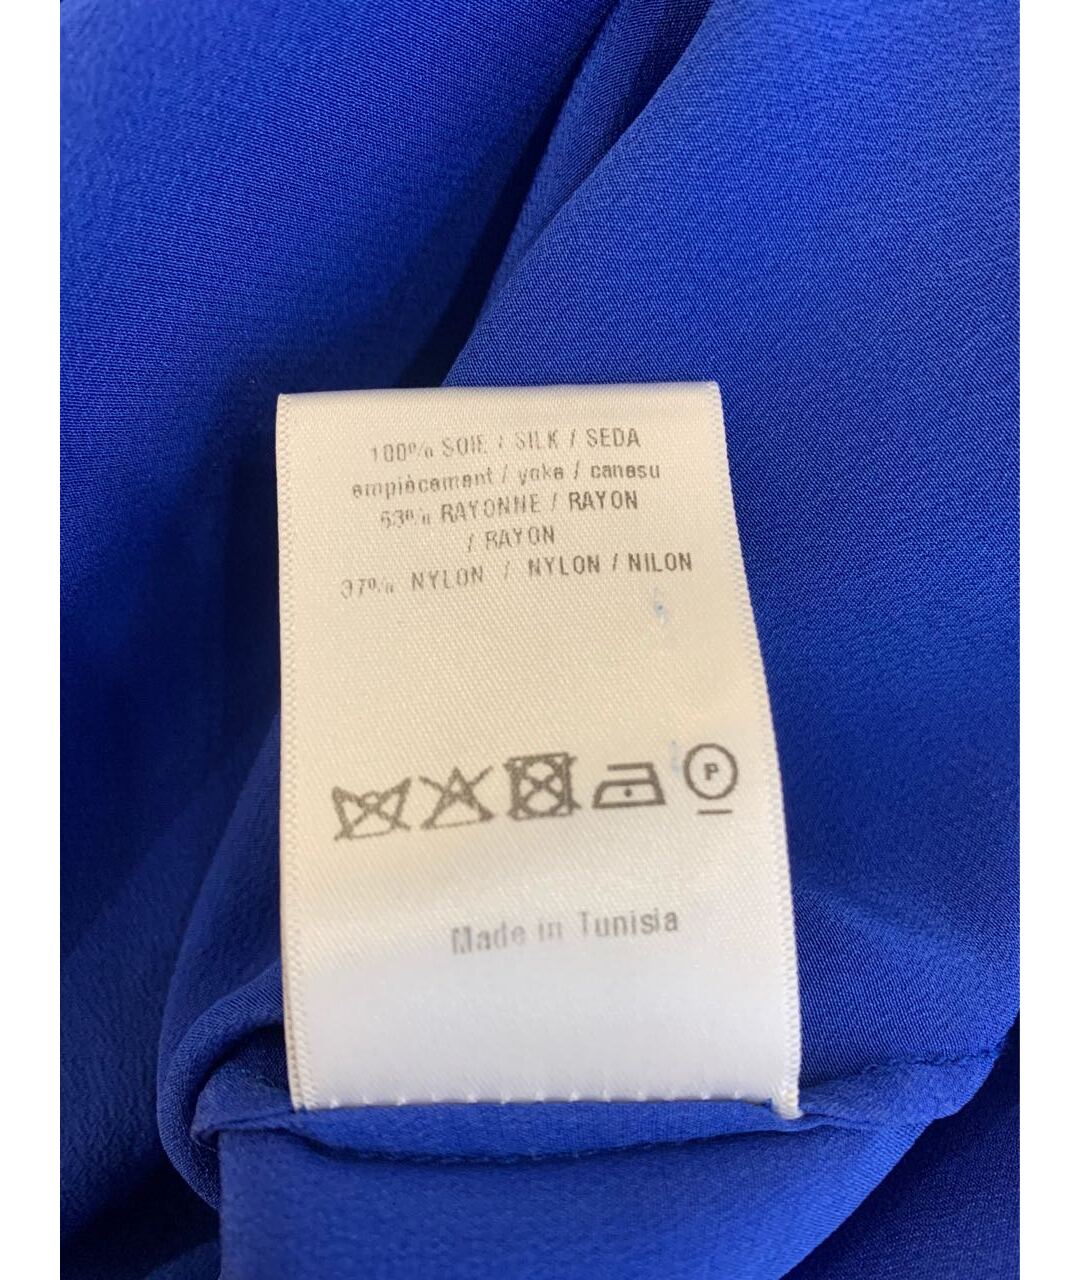 100% SOIE / SILK / SEDA
empiècement / yoke / canesu
63% RAYONNE / RAYON
/ RAYON
37% NYLON / NYLON / NILON
P
Made in Tunisia